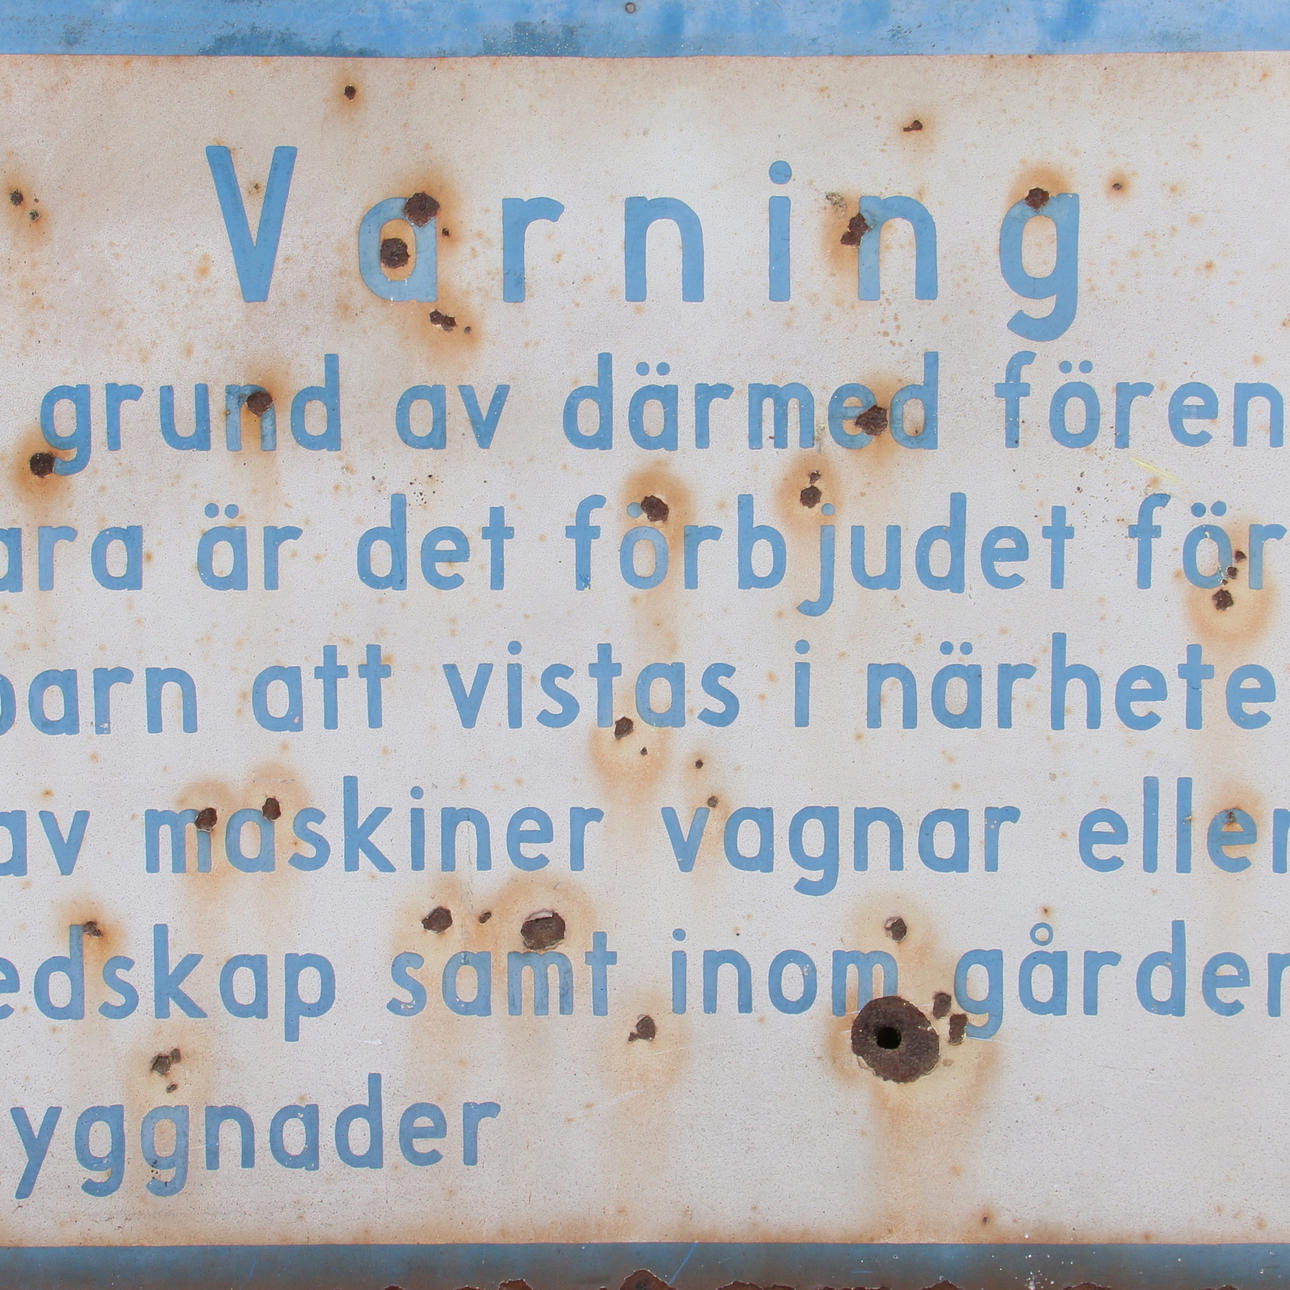 Varning
grund av därmed fören
ara är det förbjudet för
barn att vistas i närhete
av maskiner vagnar eller
edskap samt inom gården
yggnader